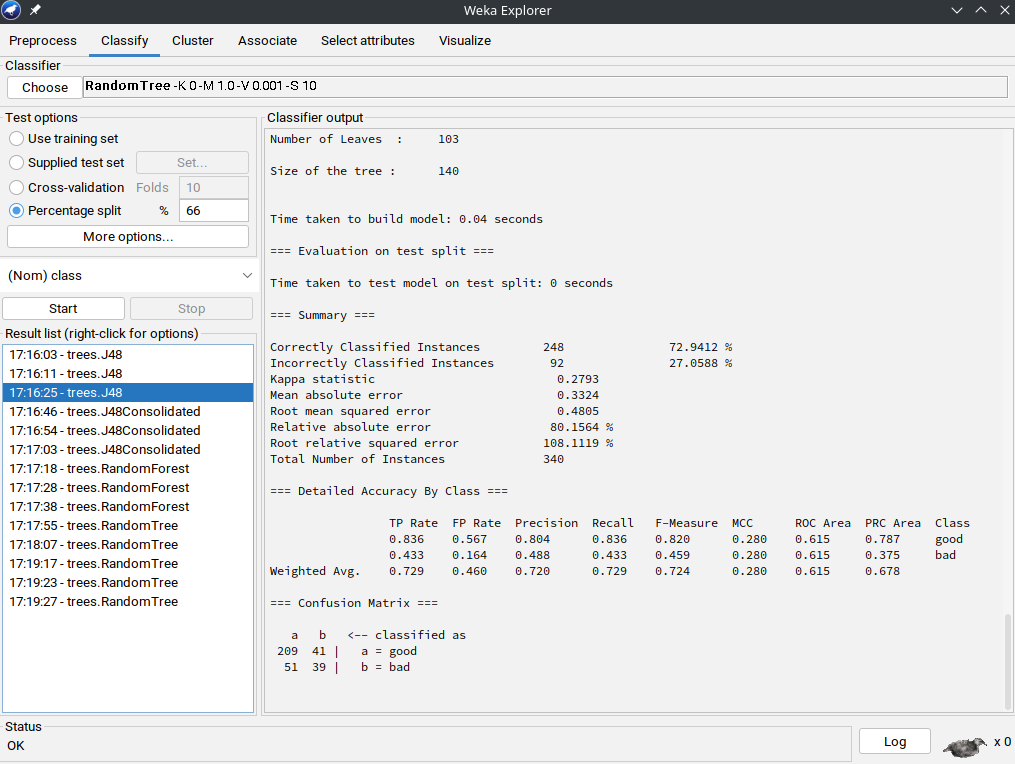 Weka Explorer
Preprocess Classify Cluster Associate Select attributes Visualize
Classifier
Choose RandomTree -K 0 -M 1.0 -V 0.001 -S 10
Test options
Use training set
Supplied test set Set...
Cross-validation Folds 10
Percentage split % 66
More options...
(Nom) class
Start Stop
Result list (right-click for options)
17:16:03 - trees.J48
17:16:11 - trees.J48
17:16:25 - trees.J48
17:16:46 - trees.J48Consolidated
17:16:54 - trees.J48Consolidated
17:17:03 - trees.J48Consolidated
17:17:18 - trees.RandomForest
17:17:28 - trees.RandomForest
17:17:38 - trees.RandomForest
17:17:55 - trees.RandomTree
17:18:07 - trees.RandomTree
17:19:17 - trees.RandomTree
17:19:23 - trees.RandomTree
17:19:27 - trees.RandomTree
Classifier output
Number of Leaves : 103
Size of the tree : 140
Time taken to build model: 0.04 seconds
=== Evaluation on test split ===
Time taken to test model on test split: 0 seconds
=== Summary ===
Correctly Classified Instances 248 72.9412 %
Incorrectly Classified Instances 92 27.0588 %
Kappa statistic 0.2793
Mean absolute error 0.3324
Root mean squared error 0.4805
Relative absolute error 80.1564 %
Root relative squared error 108.1119 %
Total Number of Instances 340
=== Detailed Accuracy By Class ===
TP Rate FP Rate Precision Recall F-Measure MCC ROC Area PRC Area Class
0.836 0.567 0.804 0.836 0.820 0.280 0.615 0.787 good
0.433 0.164 0.488 0.433 0.459 0.280 0.615 0.375 bad
Weighted Avg. 0.729 0.460 0.720 0.729 0.724 0.280 0.615 0.678
=== Confusion Matrix ===
a b <-- classified as
209 41 | a = good
51 39 | b = bad
Status
OK
Log
x 0